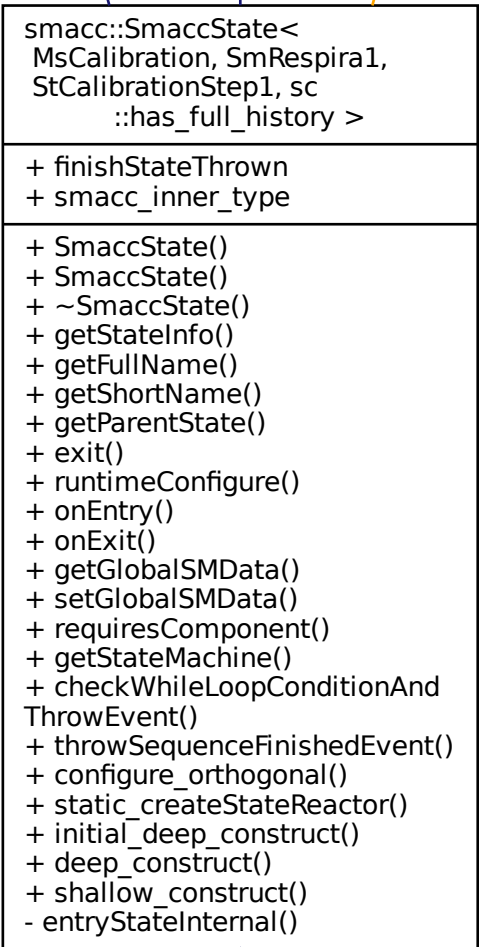 smacc::SmaccState<
MsCalibration, SmRespira1,
StCalibrationStep1, sc
::has_full_history >
+ finishStateThrown
+ smacc_inner_type
+ SmaccState()
+ SmaccState()
+ ~SmaccState()
+ getStateInfo()
+ getFullName()
+ getShortName()
+ getParentState()
+ exit()
+ runtimeConfigure()
+ onEntry()
+ onExit()
+ getGlobalSMData()
+ setGlobalSMData()
+ requiresComponent()
+ getStateMachine()
+ checkWhileLoopConditionAnd
ThrowEvent()
+ throwSequenceFinishedEvent()
+ configure_orthogonal()
+ static_createStateReactor()
+ initial_deep_construct()
+ deep_construct()
+ shallow_construct()
- entryStateInternal()